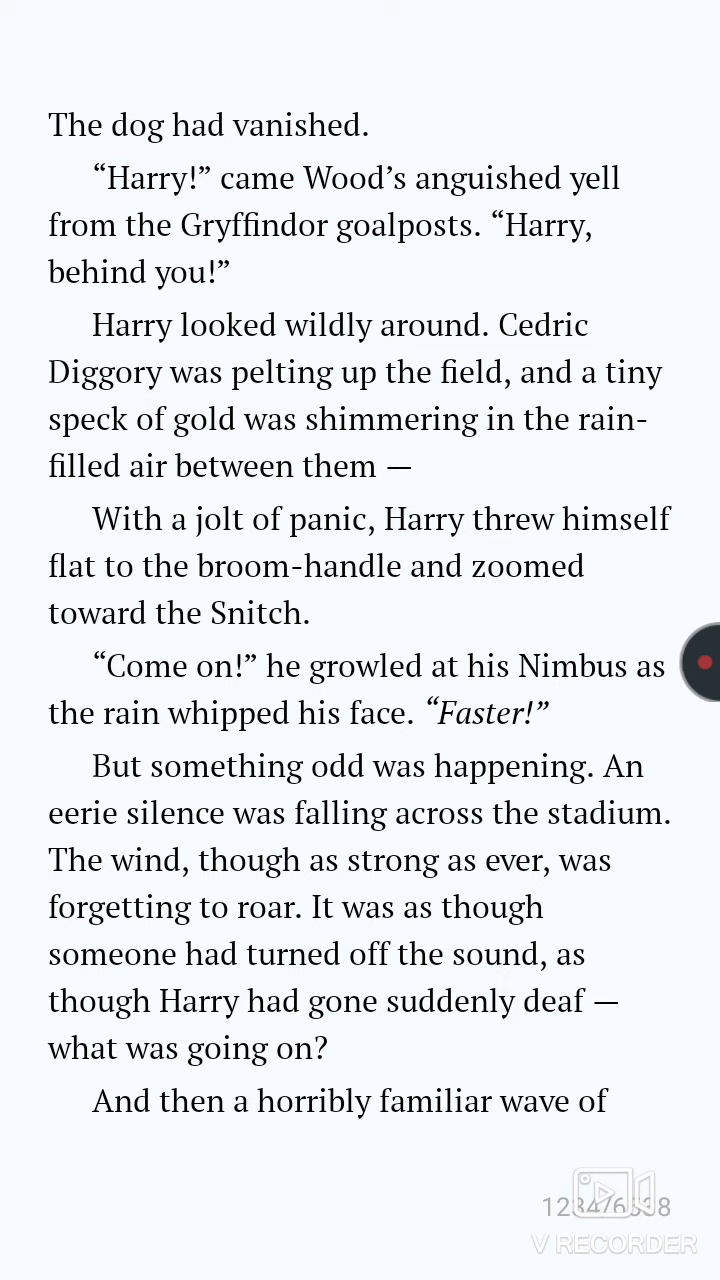 The dog had vanished.
“Harry!” came Wood’s anguished yell
from the Gryffindor goalposts. “Harry,
behind you!”
Harry looked wildly around. Cedric
Diggory was pelting up the field, and a tiny
speck of gold was shimmering in the rain-
filled air between them —
With a jolt of panic, Harry threw himself
flat to the broom-handle and zoomed
toward the Snitch.
“Come on!” he growled at his Nimbus as
the rain whipped his face. “Faster!”
But something odd was happening. An
eerie silence was falling across the stadium.
The wind, though as strong as ever, was
forgetting to roar. It was as though
someone had turned off the sound, as
though Harry had gone suddenly deaf —
what was going on?
And then a horribly familiar wave of
V RECORDER